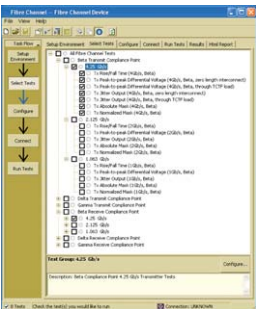 Fibre Channel - Fibre Channel Device
File View Help
Test Plan
Setup Environment
Select Tests
Configure
Connect
Run Tests
Setup Environment Select Tests Configure Connect Run Tests Results Html Report
All Fibre Channel Tests
Beta Transmit Compliance Point
4.25 Gb/s
Tx Rise/Fall Time (4Gb/s, Beta)
Tx Peak-to-peak Differential Voltage (4Gb/s, Beta, zero length interconnect)
Tx Peak-to-peak Differential Voltage (4Gb/s, Beta, through TCTF load)
Tx Jitter Output (4Gb/s, Beta, zero length interconnect)
Tx Jitter Output (4Gb/s, Beta, through TCTF load)
Tx Absolute Mask (4Gb/s, Beta)
Tx Normalized Mask (4Gb/s, Beta)
2.125 Gb/s
Tx Rise/Fall Time (2Gb/s, Beta)
Tx Peak-to-peak Differential Voltage (2Gb/s, Beta)
Tx Jitter Output (2Gb/s, Beta)
Tx Absolute Mask (2Gb/s, Beta)
Tx Normalized Mask (2Gb/s, Beta)
1.062 Gb/s
Tx Rise/Fall Time (1Gb/s, Beta)
Tx Peak-to-peak Differential Voltage (1Gb/s, Beta)
Tx Jitter Output (1Gb/s, Beta)
Tx Absolute Mask (1Gb/s, Beta)
Tx Normalized Mask (1Gb/s, Beta)
Delta Transmit Compliance Point
Gamma Transmit Compliance Point
Beta Receive Compliance Point
4.25 Gb/s
2.125 Gb/s
1.062 Gb/s
Delta Receive Compliance Point
Gamma Receive Compliance Point
Test Group: 4.25 Gb/s
Configure...
Description: Beta Compliance Point 4.25 Gb/s Transmitter Tests
Tests Check the test(s) you would like to run Connection: UNKNOWN